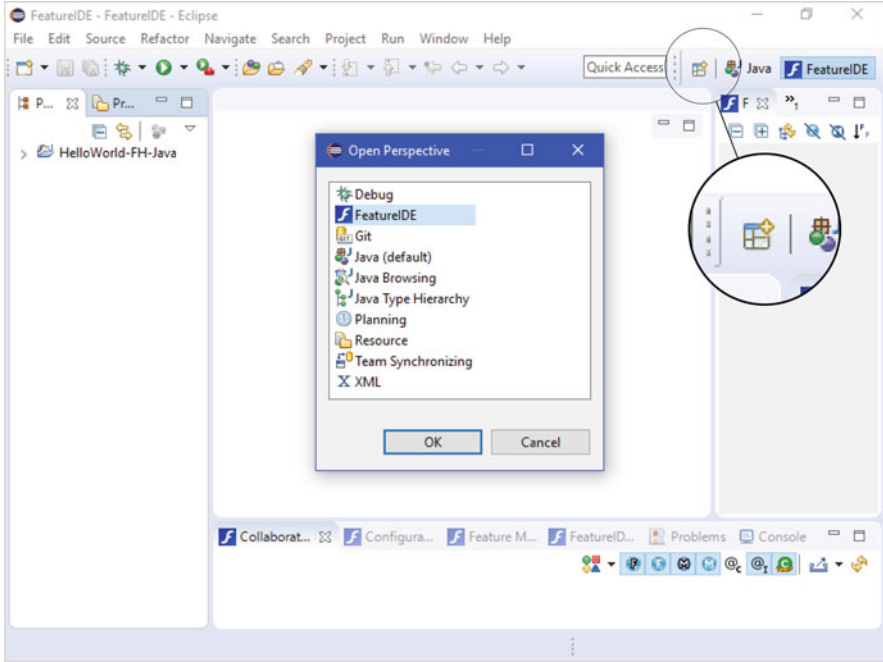 FeatureIDE - FeatureIDE - Eclipse
File Edit Source Refactor Navigate Search Project Run Window Help
Quick Access
Java
FeatureIDE
P...
Pr...
F
HelloWorld-FH-Java
Open Perspective
Debug
FeatureIDE
Git
Java (default)
Java Browsing
Java Type Hierarchy
Planning
Resource
Team Synchronizing
X XML
OK
Cancel
Collaborat...
Configura...
Feature M...
FeatureID...
Problems
Console